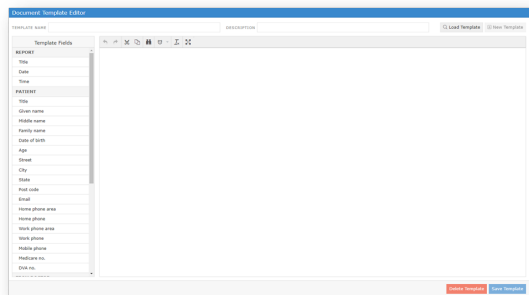 Document Template Editor
TEMPLATE NAME
DESCRIPTION
Load Template
New Template
Template Fields
REPORT
Title
Date
Time
PATIENT
Title
Given name
Middle name
Family name
Date of birth
Age
Street
City
State
Post code
Email
Home phone area
Home phone
Work phone area
Work phone
Mobile phone
Medicare no.
DVA no.
Delete Template
Save Template